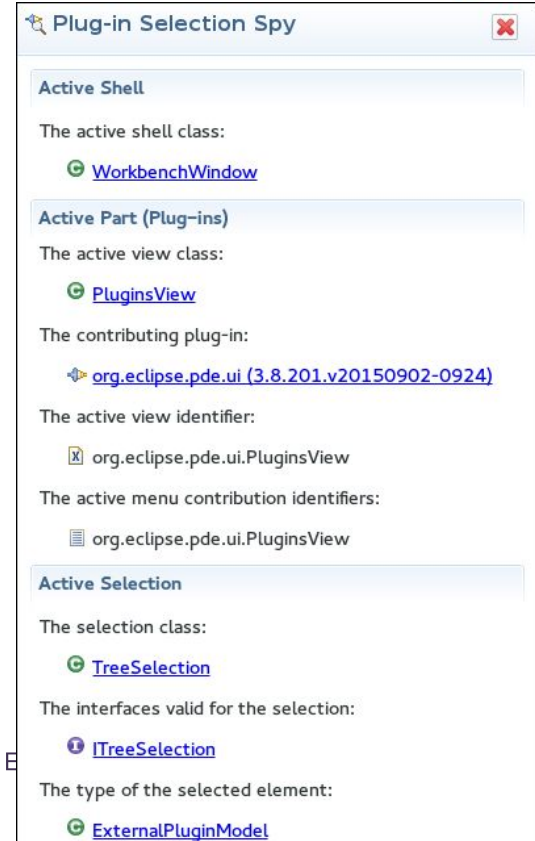 Plug-in Selection Spy
Active Shell
The active shell class:
WorkbenchWindow
Active Part (Plug-ins)
The active view class:
PluginsView
The contributing plug-in:
org.eclipse.pde.ui (3.8.201.v20150902-0924)
The active view identifier:
org.eclipse.pde.ui.PluginsView
The active menu contribution identifiers:
org.eclipse.pde.ui.PluginsView
Active Selection
The selection class:
TreeSelection
The interfaces valid for the selection:
ITreeSelection
The type of the selected element:
ExternalPluginModel